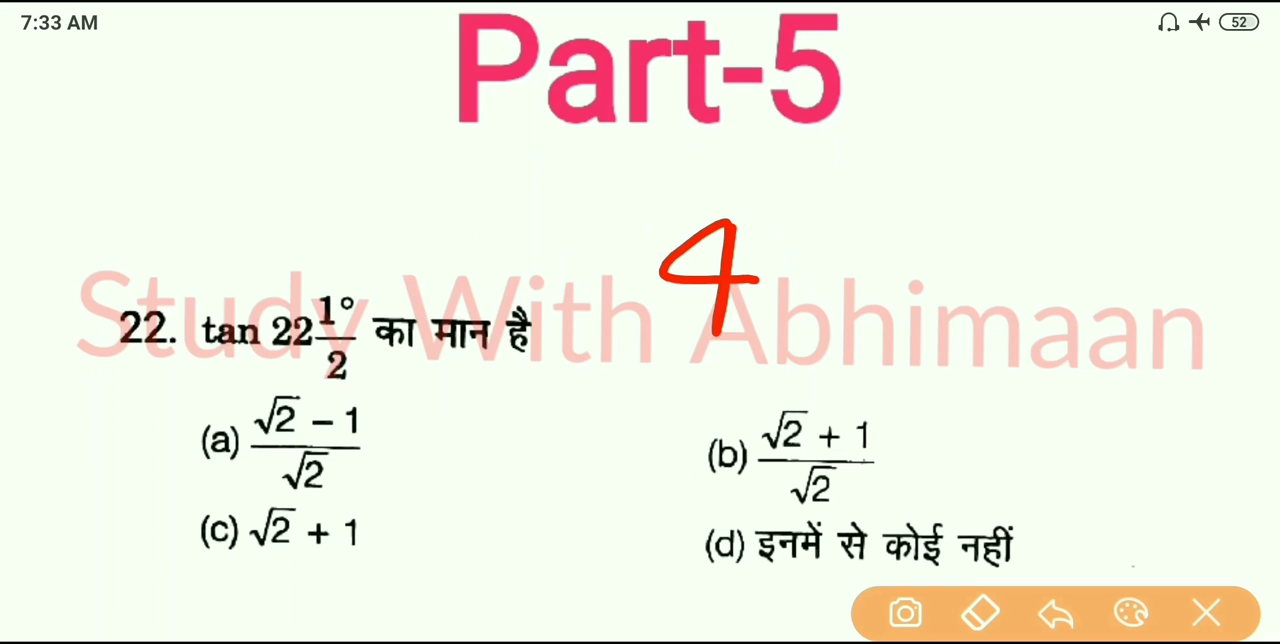 7:33 AM
52
Part-5
4
Study With Abhimaan
22. tan 22 1°/2 का मान है
(a) √2 – 1/√2
(b) √2 + 1/√2
(c) √2 + 1
(d) इनमें से कोई नहीं